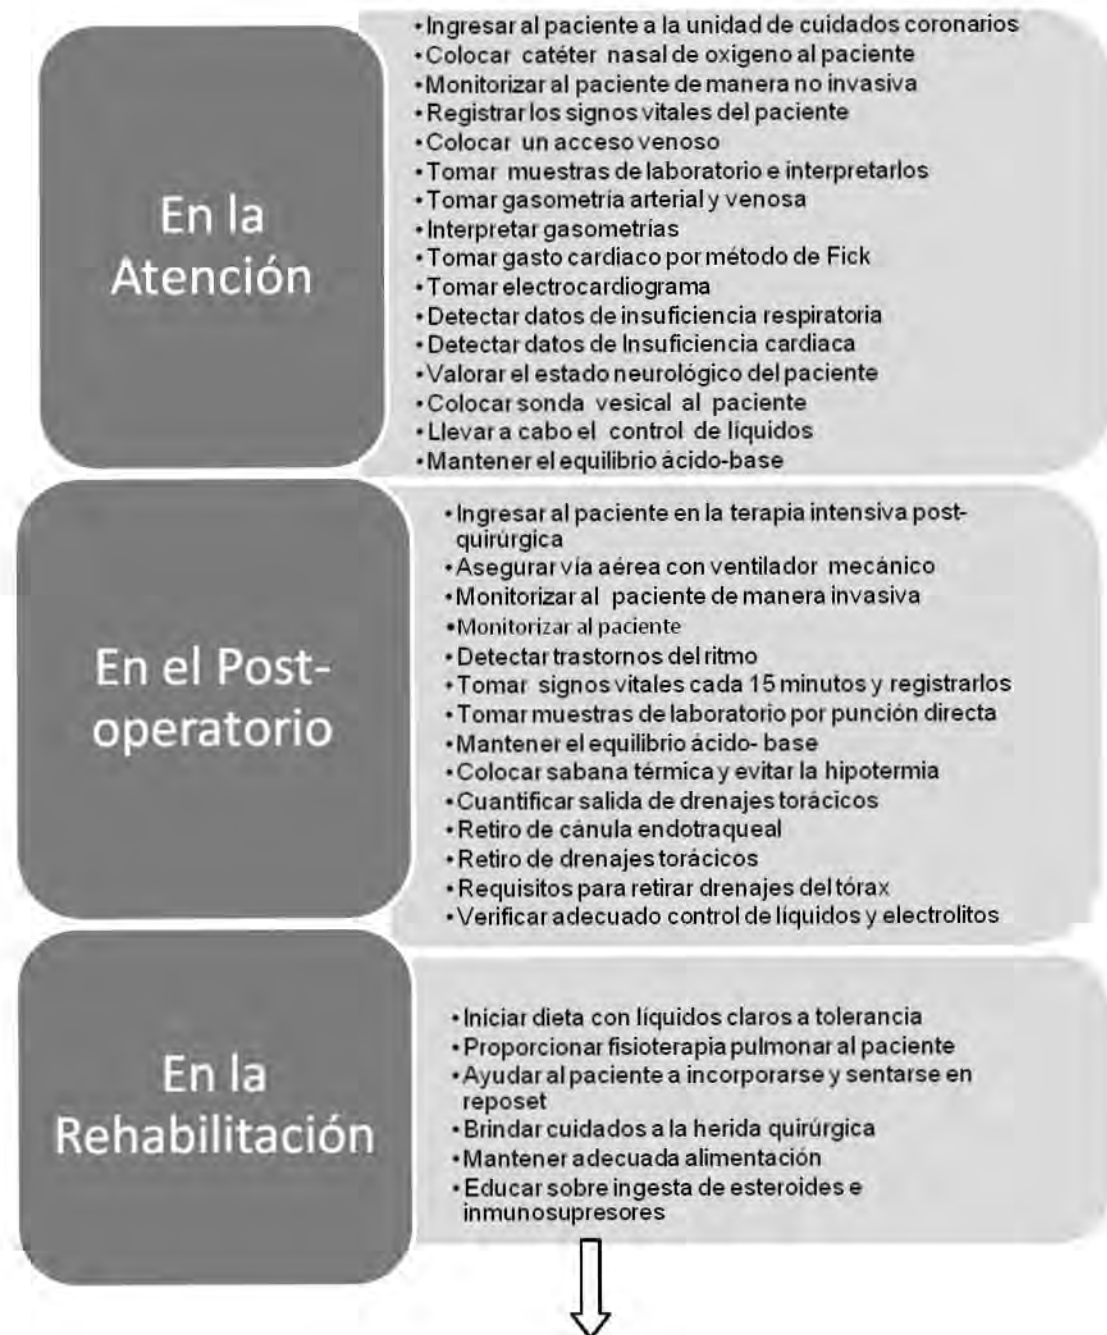 En la
Atención
•Ingresar al paciente a la unidad de cuidados coronarios
•Colocar catéter nasal de oxigeno al paciente
•Monitorizar al paciente de manera no invasiva
•Registrar los signos vitales del paciente
•Colocar un acceso venoso
•Tomar muestras de laboratorio e interpretarlos
•Tomar gasometría arterial y venosa
•Interpretar gasometrías
•Tomar gasto cardiaco por método de Fick
•Tomar electrocardiograma
•Detectar datos de insuficiencia respiratoria
•Detectar datos de Insuficiencia cardiaca
•Valorar el estado neurológico del paciente
•Colocar sonda vesical al paciente
•Llevar a cabo el control de líquidos
•Mantener el equilibrio ácido-base
En el Post-
operatorio
•Ingresar al paciente en la terapia intensiva post-
quirúrgica
•Asegurar vía aérea con ventilador mecánico
•Monitorizar al paciente de manera invasiva
•Monitorizar al paciente
•Detectar trastornos del ritmo
•Tomar signos vitales cada 15 minutos y registrarlos
•Tomar muestras de laboratorio por punción directa
•Mantener el equilibrio ácido- base
•Colocar sabana térmica y evitar la hipotermia
•Cuantificar salida de drenajes torácicos
•Retiro de cánula endotraqueal
•Retiro de drenajes torácicos
•Requisitos para retirar drenajes del tórax
•Verificar adecuado control de líquidos y electrolitos
En la
Rehabilitación
•Iniciar dieta con líquidos claros a tolerancia
•Proporcionar fisioterapia pulmonar al paciente
•Ayudar al paciente a incorporarse y sentarse en
reposet
•Brindar cuidados a la herida quirúrgica
•Mantener adecuada alimentación
•Educar sobre ingesta de esteroides e
inmunosupresores